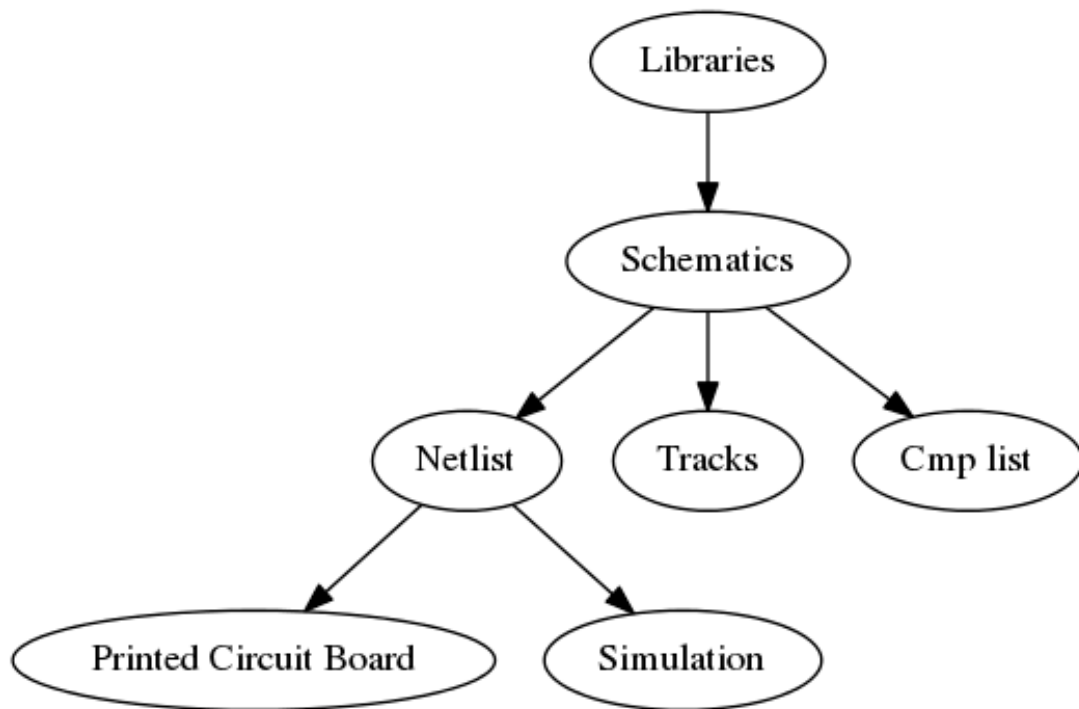 Libraries
Schematics
Netlist
Tracks
Cmp list
Printed Circuit Board
Simulation